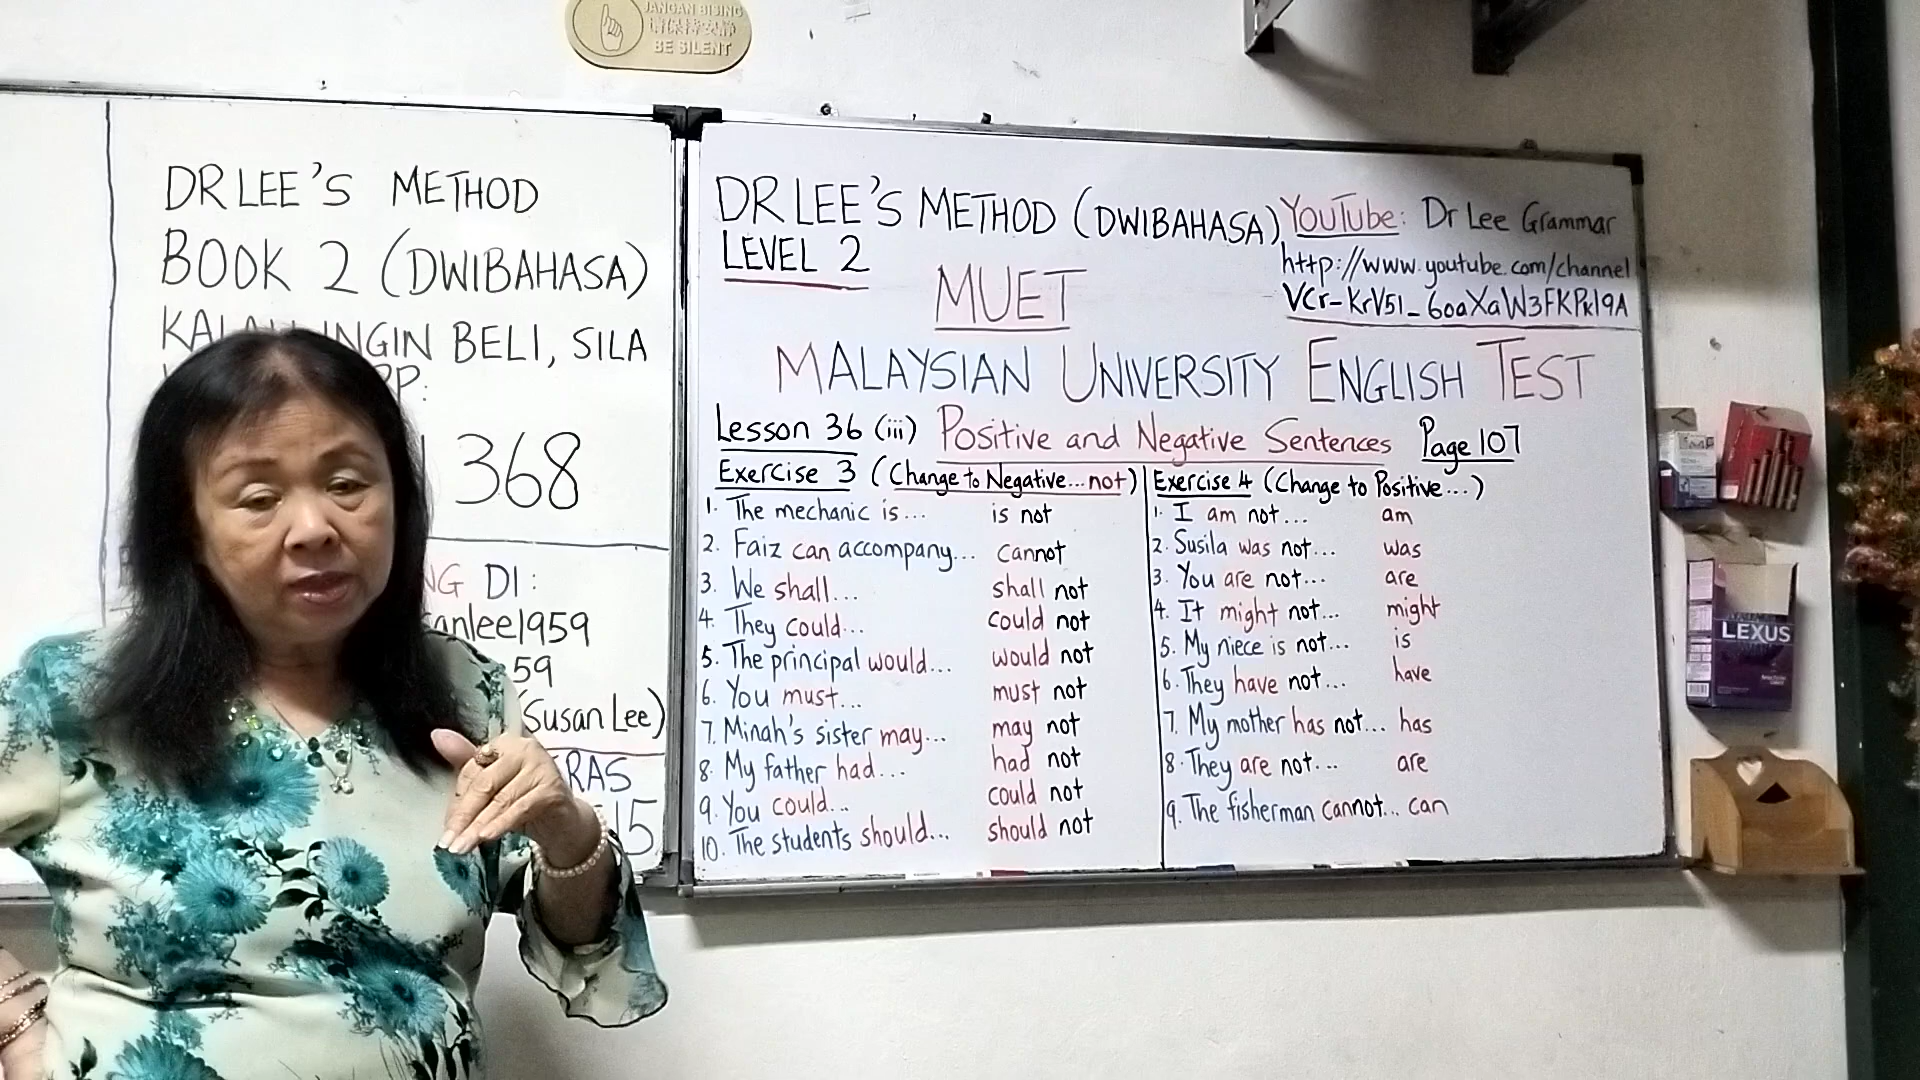 JANGAN BISING
BE SILENT
DR LEE'S METHOD
BOOK 2 (DWIBAHASA)
INGIN BELI, SILA
PP:
368
NG DI:
sanlee1959
59
(Susan Lee)
ERAS
15
DR LEE'S METHOD (DWIBAHASA)
LEVEL 2
YouTube: Dr Lee Grammar
http://www.youtube.com/channel
VCr-KrV5l_6oaXaW3FKPkl9A
MUET
MALAYSIAN UNIVERSITY ENGLISH TEST
Lesson 36 (iii) Positive and Negative Sentences Page 107
Exercise 3 (Change to Negative...not)
1. The mechanic is... is not
2. Faiz can accompany... cannot
3. We shall... shall not
4. They could... could not
5. The principal would... would not
6. You must... must not
7. Minah's sister may... may not
8. My father had... had not
9. You could... could not
10. The students should... should not
Exercise 4 (Change to Positive...)
1. I am not... am
2. Susila was not... was
3. You are not... are
4. It might not... might
5. My niece is not... is
6. They have not... have
7. My mother has not... has
8. They are not... are
9. The fisherman cannot... can
LEXUS